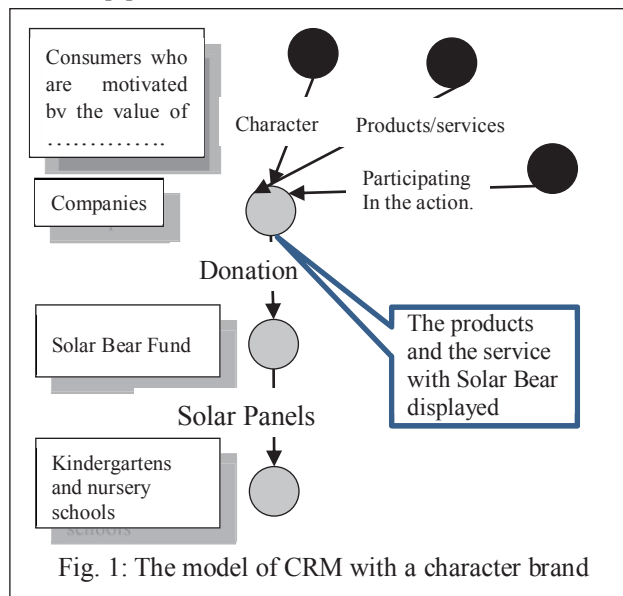 Consumers who
are motivated
by the value of
…………..
Character
Products/services
Participating
In the action.
Companies
Donation
The products
and the service
with Solar Bear
displayed
Solar Bear Fund
Solar Panels
Kindergartens
and nursery
schools
Fig. 1: The model of CRM with a character brand